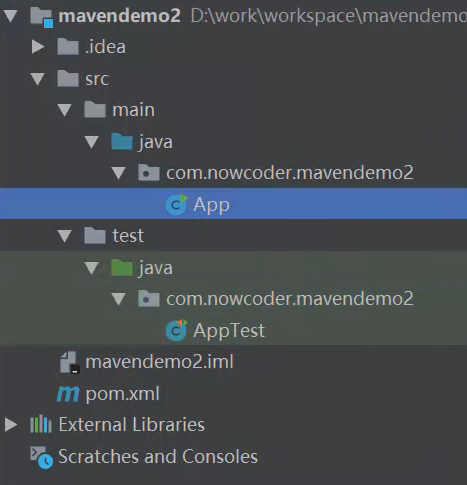 mavendemo2 D:\work\workspace\mavendemo
.idea
src
main
java
com.nowcoder.mavendemo2
C App
test
java
com.nowcoder.mavendemo2
C AppTest
mavendemo2.iml
m pom.xml
External Libraries
Scratches and Consoles